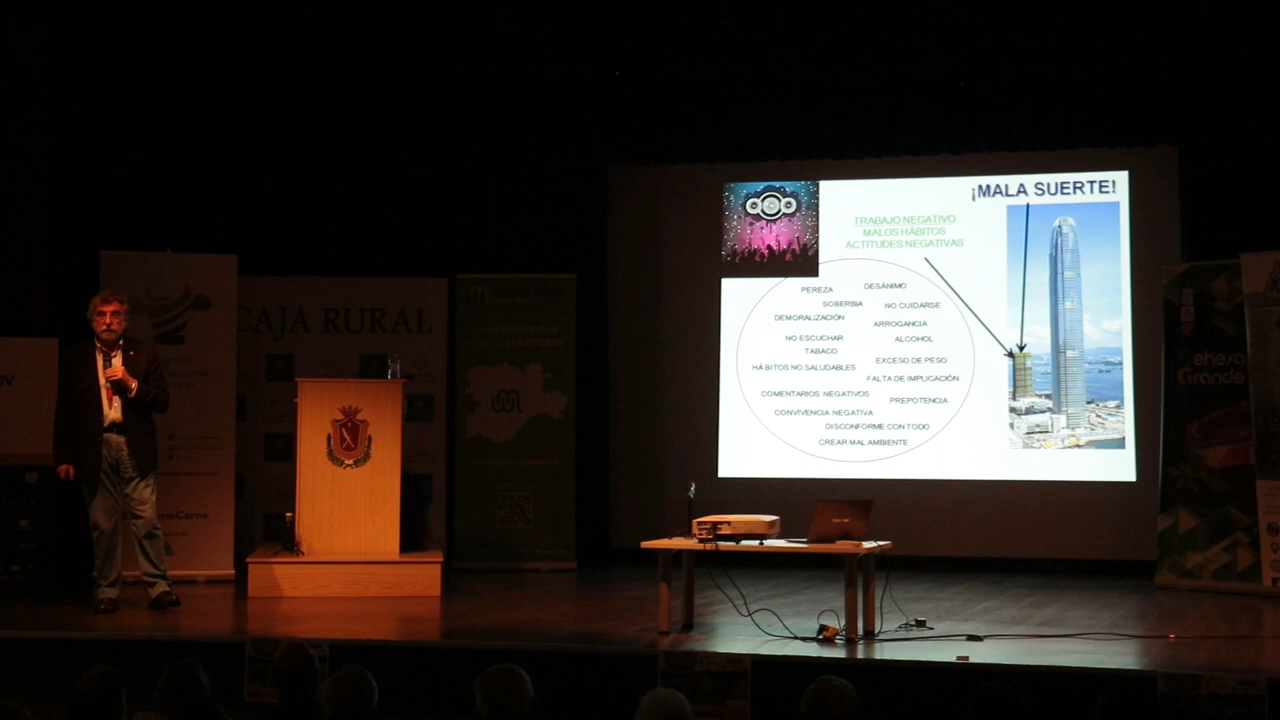 ¡MALA SUERTE!
TRABAJO NEGATIVO
MALOS HÁBITOS
ACTITUDES NEGATIVAS
PEREZA
DESÁNIMO
SOBERBIA
NO CUIDARSE
DEMORALIZACIÓN
ARROGANCIA
NO ESCUCHAR
ALCOHOL
TABACO
EXCESO DE PESO
HÁBITOS NO SALUDABLES
FALTA DE IMPLICACIÓN
COMENTARIOS NEGATIVOS
PREPOTENCIA
CONVIVENCIA NEGATIVA
DISCONFORME CON TODO
CREAR MAL AMBIENTE
CAJA RURAL
Dehesa
Grande